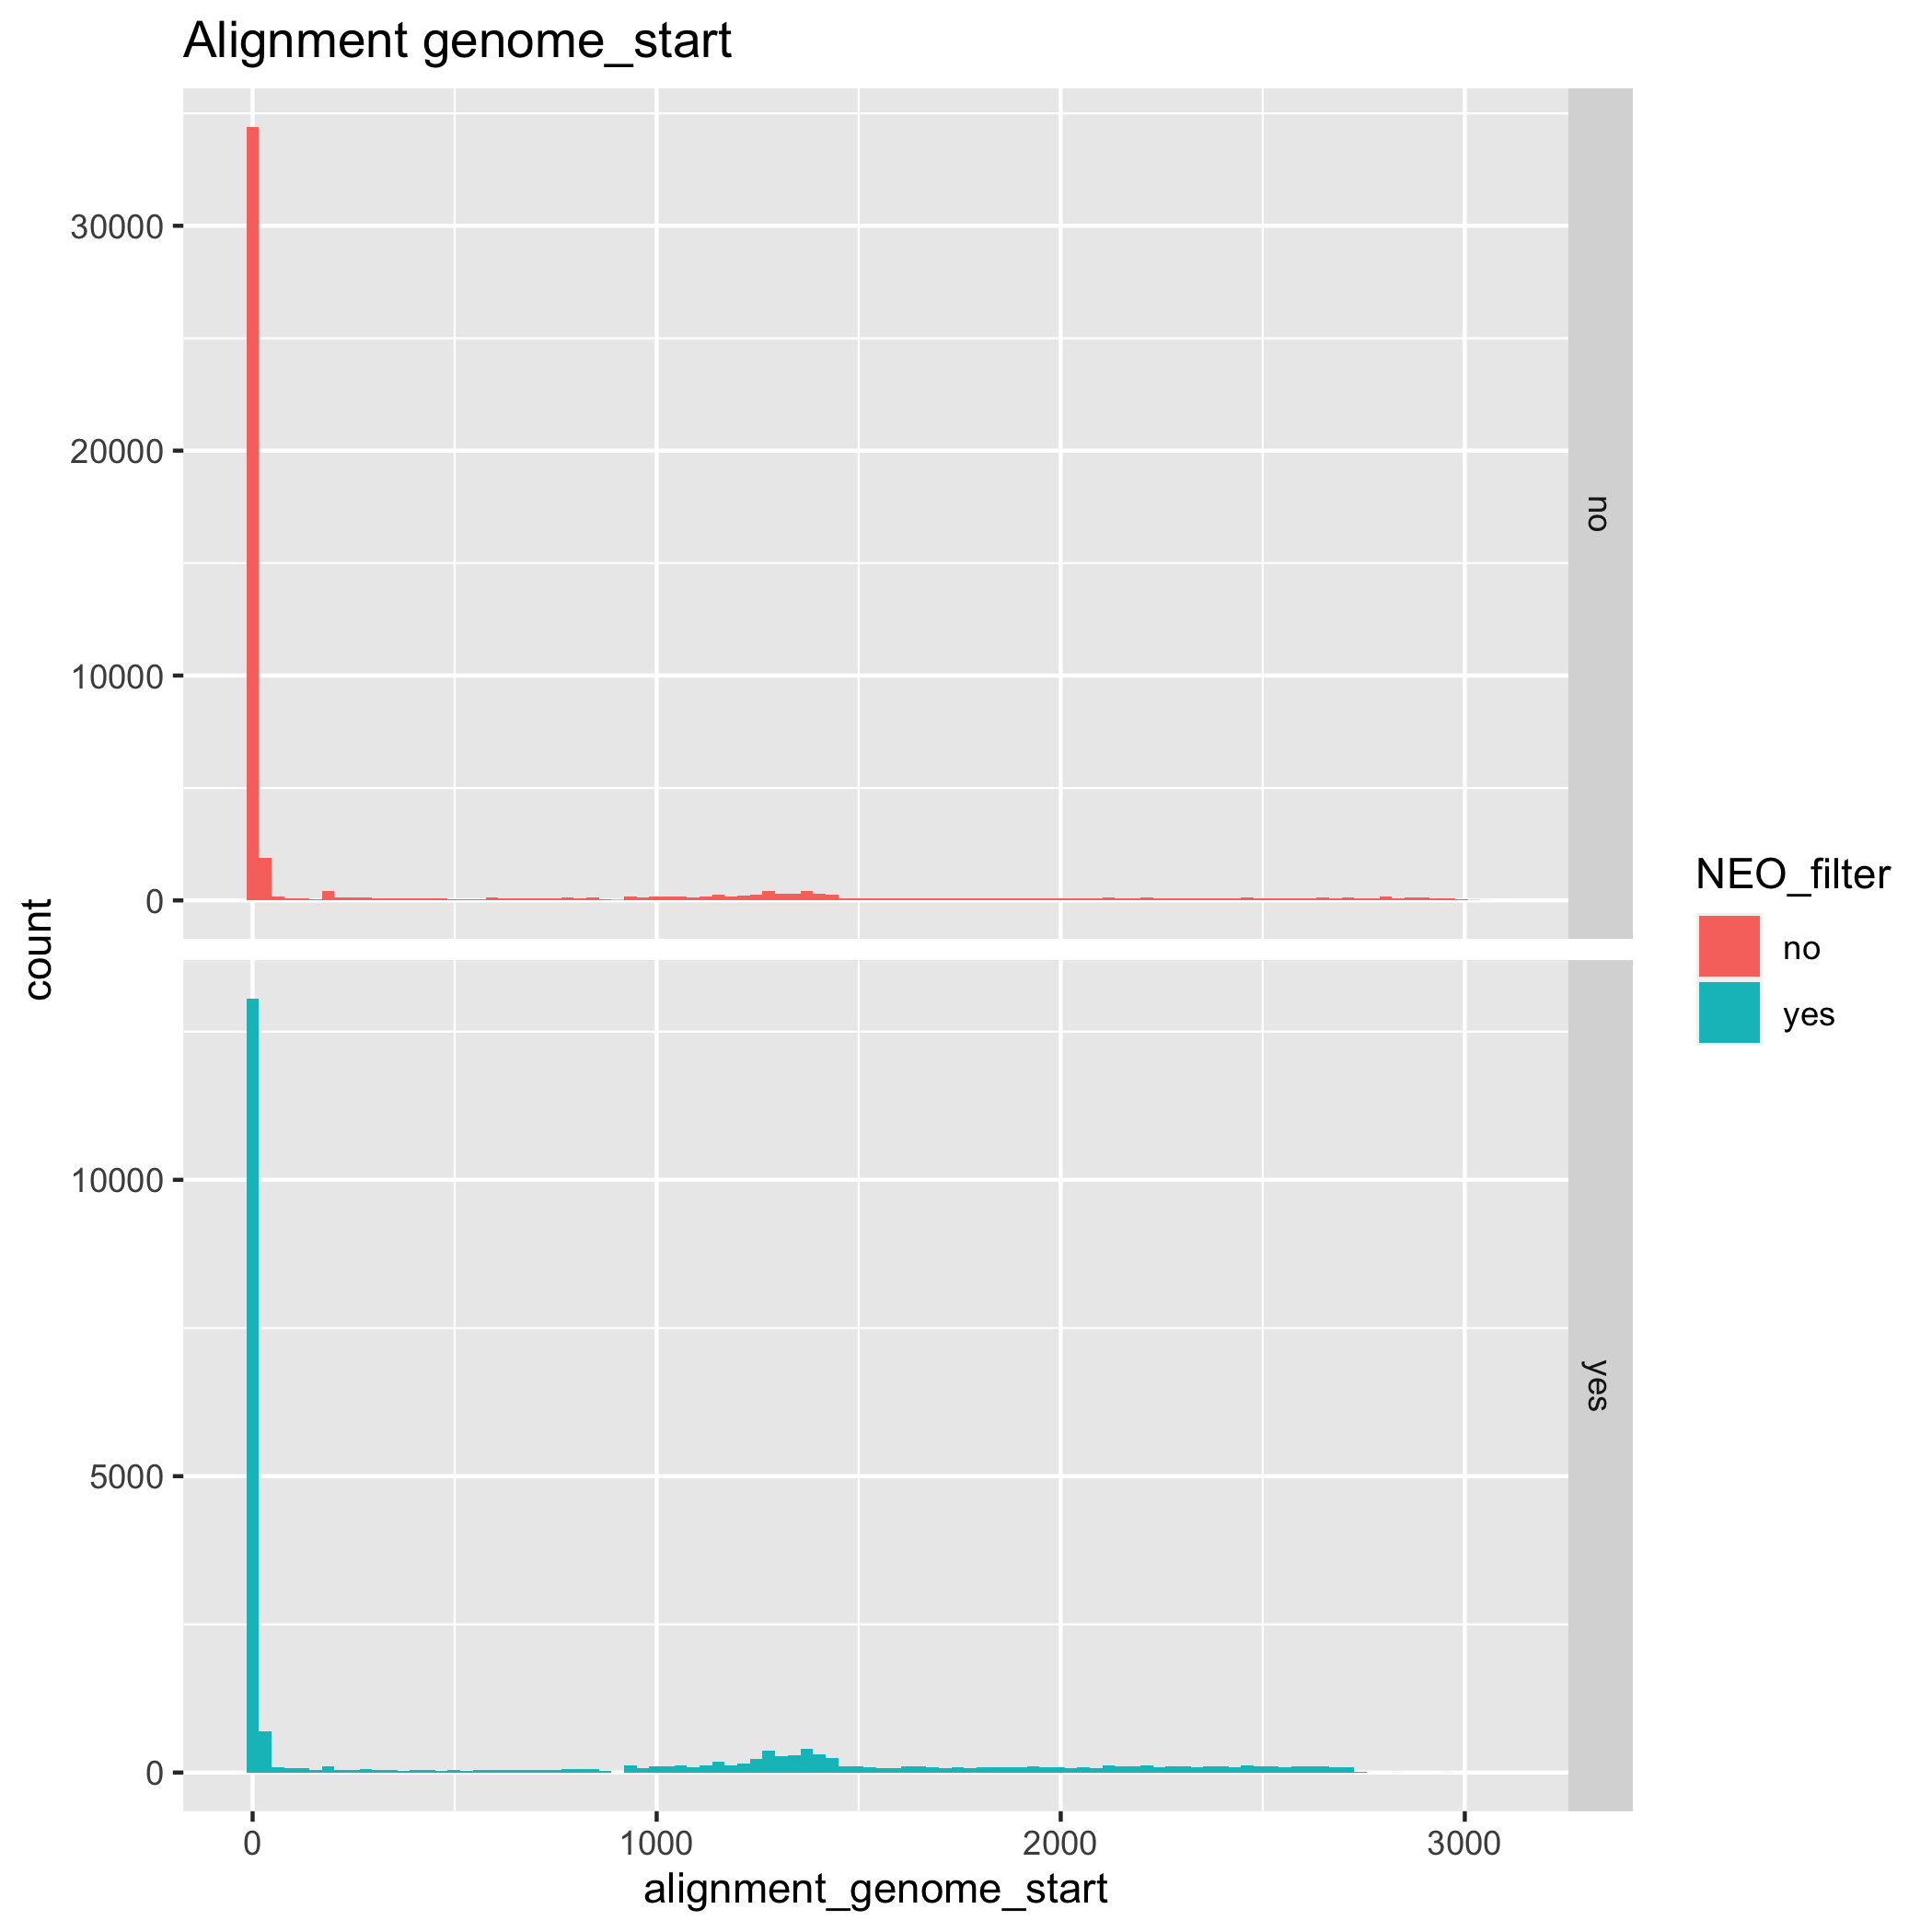 Alignment genome_start
30000
20000
10000
0
no
count
10000
5000
0
yes
0
1000
2000
3000
alignment_genome_start
NEO_filter
no
yes